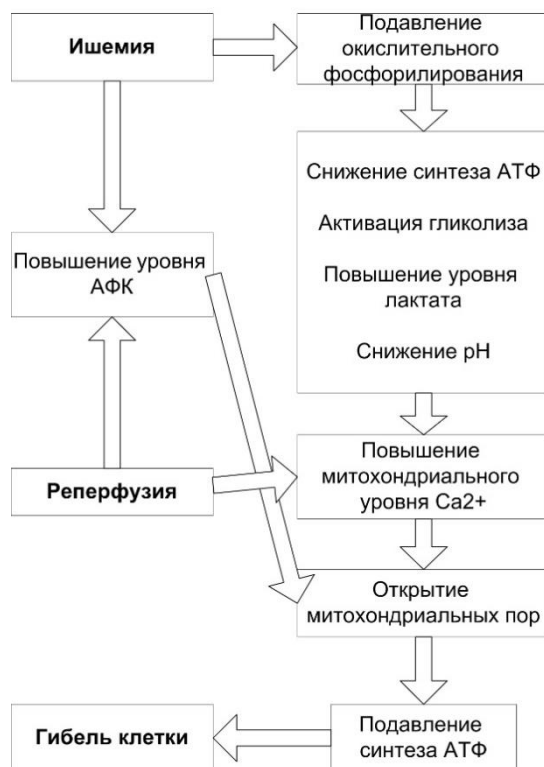 Ишемия
Подавление
окислительного
фосфорилирования
Снижение синтеза АТФ
Активация гликолиза
Повышение уровня
лактата
Снижение pH
Повышение уровня
АФК
Повышение
митохондриального
уровня Ca2+
Реперфузия
Открытие
митохондриальных пор
Подавление
синтеза АТФ
Гибель клетки